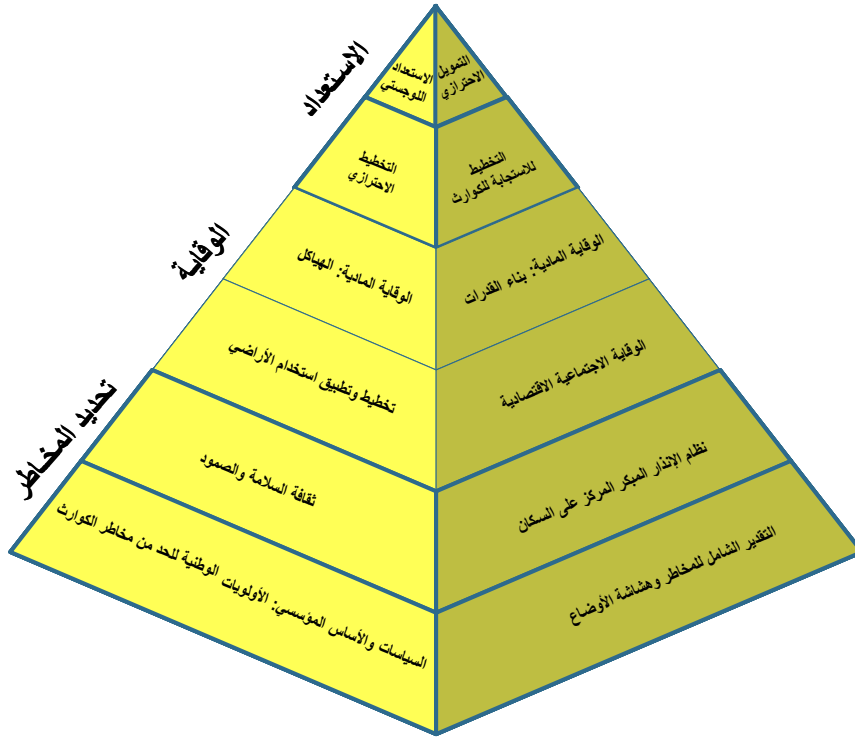 الاستعداد
التمويل
الاحترازي
الاستعداد
اللوجستي
التخطيط
للاستجابة للكوارث
التخطيط
الاحترازي
الوقاية
الوقاية المادية: بناء القدرات
الوقاية المادية: الهياكل
الوقاية الاجتماعية الاقتصادية
تخطيط وتطبيق استخدام الأراضي
تحديد المخاطر
نظام الإنذار المبكر المركز على السكان
ثقافة السلامة والصمود
التقدير الشامل للمخاطر وهشاشة الأوضاع
السياسات والأساس المؤسسي: الأولويات الوطنية للحد من مخاطر الكوارث